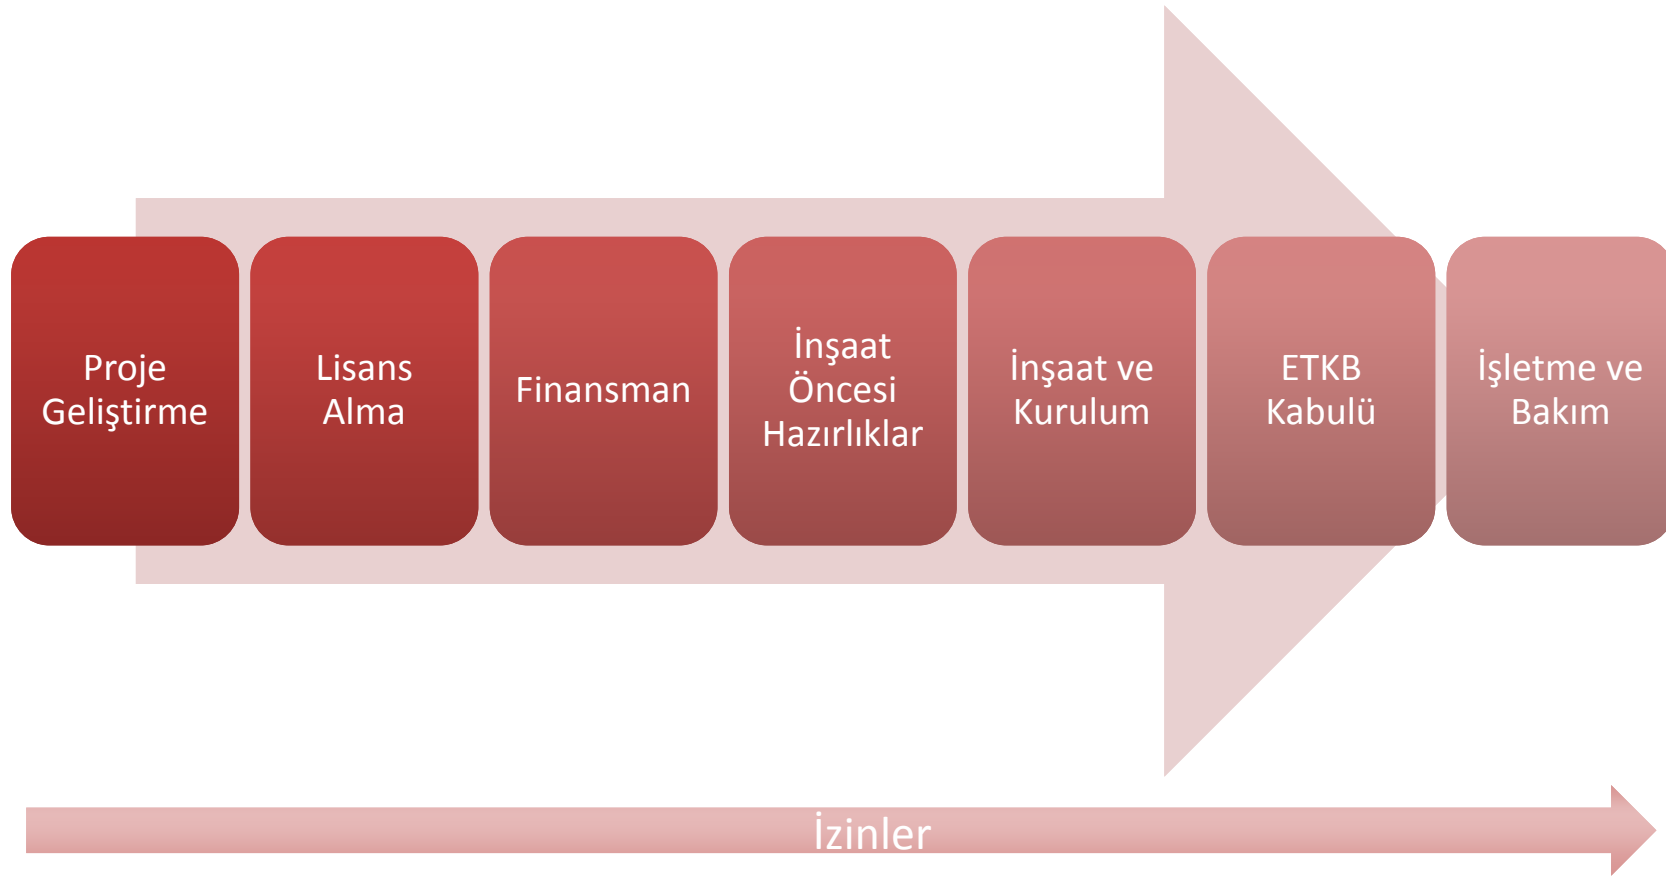 Proje
Geliştirme
Lisans
Alma
Finansman
İnşaat
Öncesi
Hazırlıklar
İnşaat ve
Kurulum
ETKB
Kabulü
İşletme ve
Bakım
İzinler